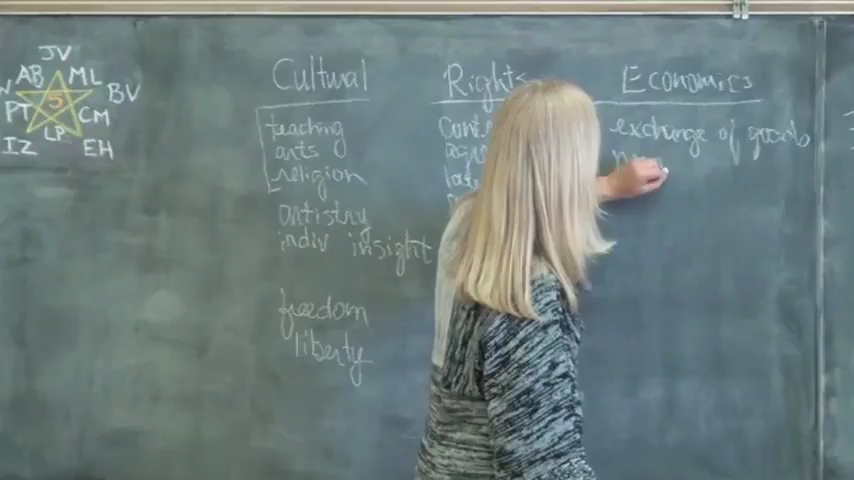 JV
AB ML
BV
PT 5 CM
LP
IZ EH
Cultural
teaching
arts
religion
artistry
indiv insight
freedom
liberty
Rights
Economics
exchange of goods